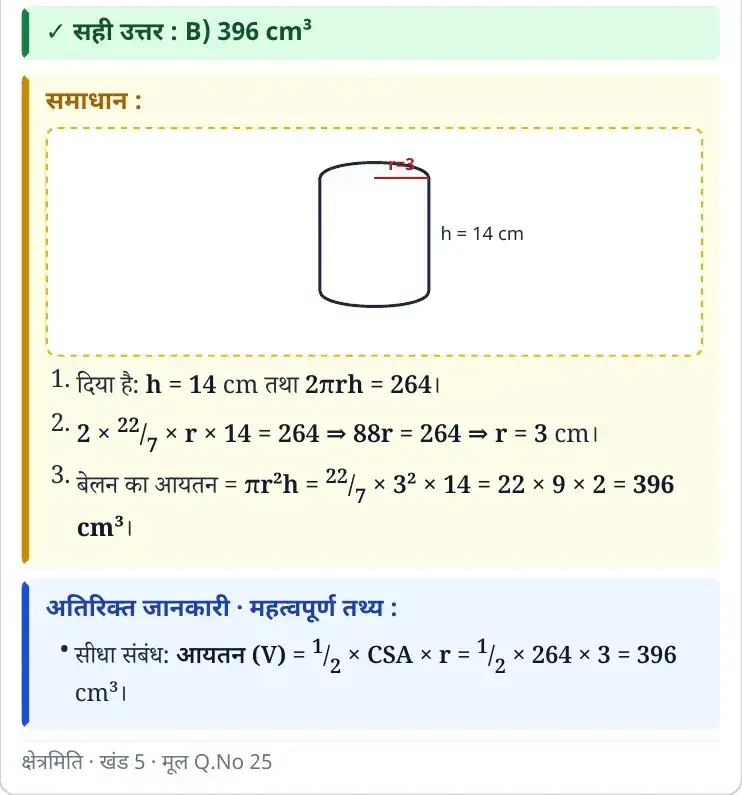 ✓ सही उत्तर : B) 396 cm³
समाधान :
r=3
h = 14 cm
1. दिया है: h = 14 cm तथा 2πrh = 264।
2. 2 × 22/7 × r × 14 = 264 ⇒ 88r = 264 ⇒ r = 3 cm।
3. बेलन का आयतन = πr²h = 22/7 × 3² × 14 = 22 × 9 × 2 = 396
cm³।
अतिरिक्त जानकारी · महत्वपूर्ण तथ्य :
• सीधा संबंध: आयतन (V) = 1/2 × CSA × r = 1/2 × 264 × 3 = 396
cm³।
क्षेत्रमिति · खंड 5 · मूल Q.No 25